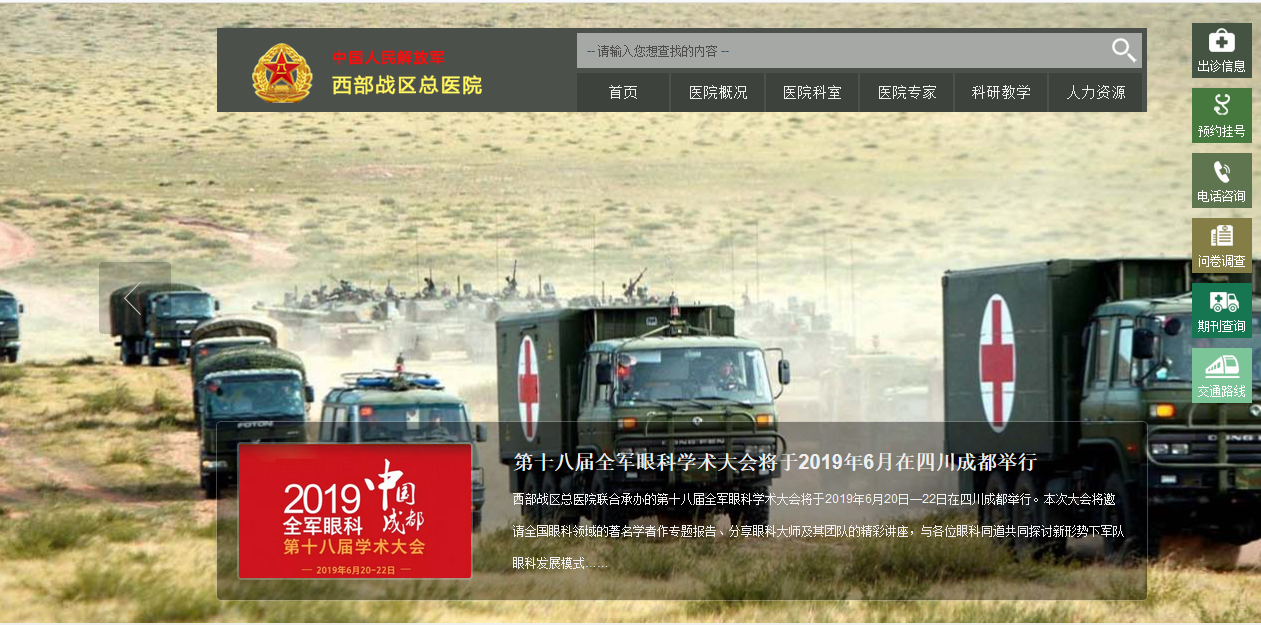 中国人民解放军
西部战区总医院
-- 请输入您想查找的内容 --
首页
医院概况
医院科室
医院专家
科研教学
人力资源
出诊信息
预约挂号
电话咨询
问卷调查
期刊查询
交通路线
FOTON
DONG FEN
2019 中国成都
全军眼科
第十八届学术大会
— 2019年6月20-22日 —
第十八届全军眼科学术大会将于2019年6月在四川成都举行
西部战区总医院联合承办的第十八届全军眼科学术大会将于2019年6月20日—22日在四川成都举行。本次大会将邀
请全国眼科领域的著名学者作专题报告、分享眼科大师及其团队的精彩讲座，与各位眼科同道共同探讨新形势下军队
眼科发展模式……